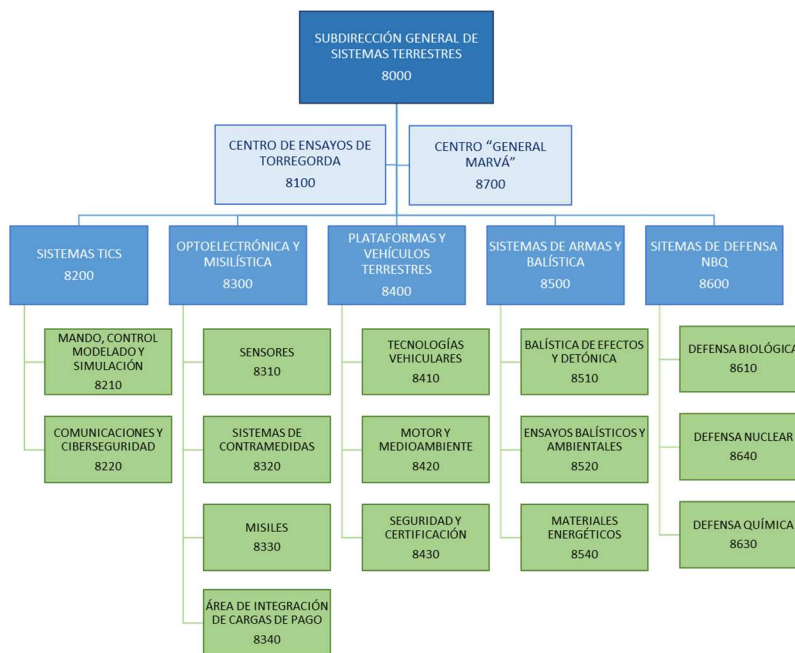 SUBDIRECCIÓN GENERAL DE
SISTEMAS TERRESTRES
8000
CENTRO DE ENSAYOS DE
TORREGORDA
8100
CENTRO “GENERAL
MARVÁ”
8700
SISTEMAS TICS
8200
OPTOELECTRÓNICA Y
MISILÍSTICA
8300
PLATAFORMAS Y
VEHÍCULOS
TERRESTRES
8400
SISTEMAS DE ARMAS Y
BALÍSTICA
8500
SITEMAS DE DEFENSA
NBQ
8600
MANDO, CONTROL
MODELADO Y
SIMULACIÓN
8210
COMUNICACIONES Y
CIBERSEGURIDAD
8220
SENSORES
8310
SISTEMAS DE
CONTRAMEDIDAS
8320
MISILES
8330
ÁREA DE INTEGRACIÓN
DE CARGAS DE PAGO
8340
TECNOLOGÍAS
VEHICULARES
8410
MOTOR Y
MEDIOAMBIENTE
8420
SEGURIDAD Y
CERTIFICACIÓN
8430
BALÍSTICA DE EFECTOS
Y DETÓNICA
8510
ENSAYOS BALÍSTICOS Y
AMBIENTALES
8520
MATERIALES
ENERGÉTICOS
8540
DEFENSA BIOLÓGICA
8610
DEFENSA NUCLEAR
8640
DEFENSA QUÍMICA
8630